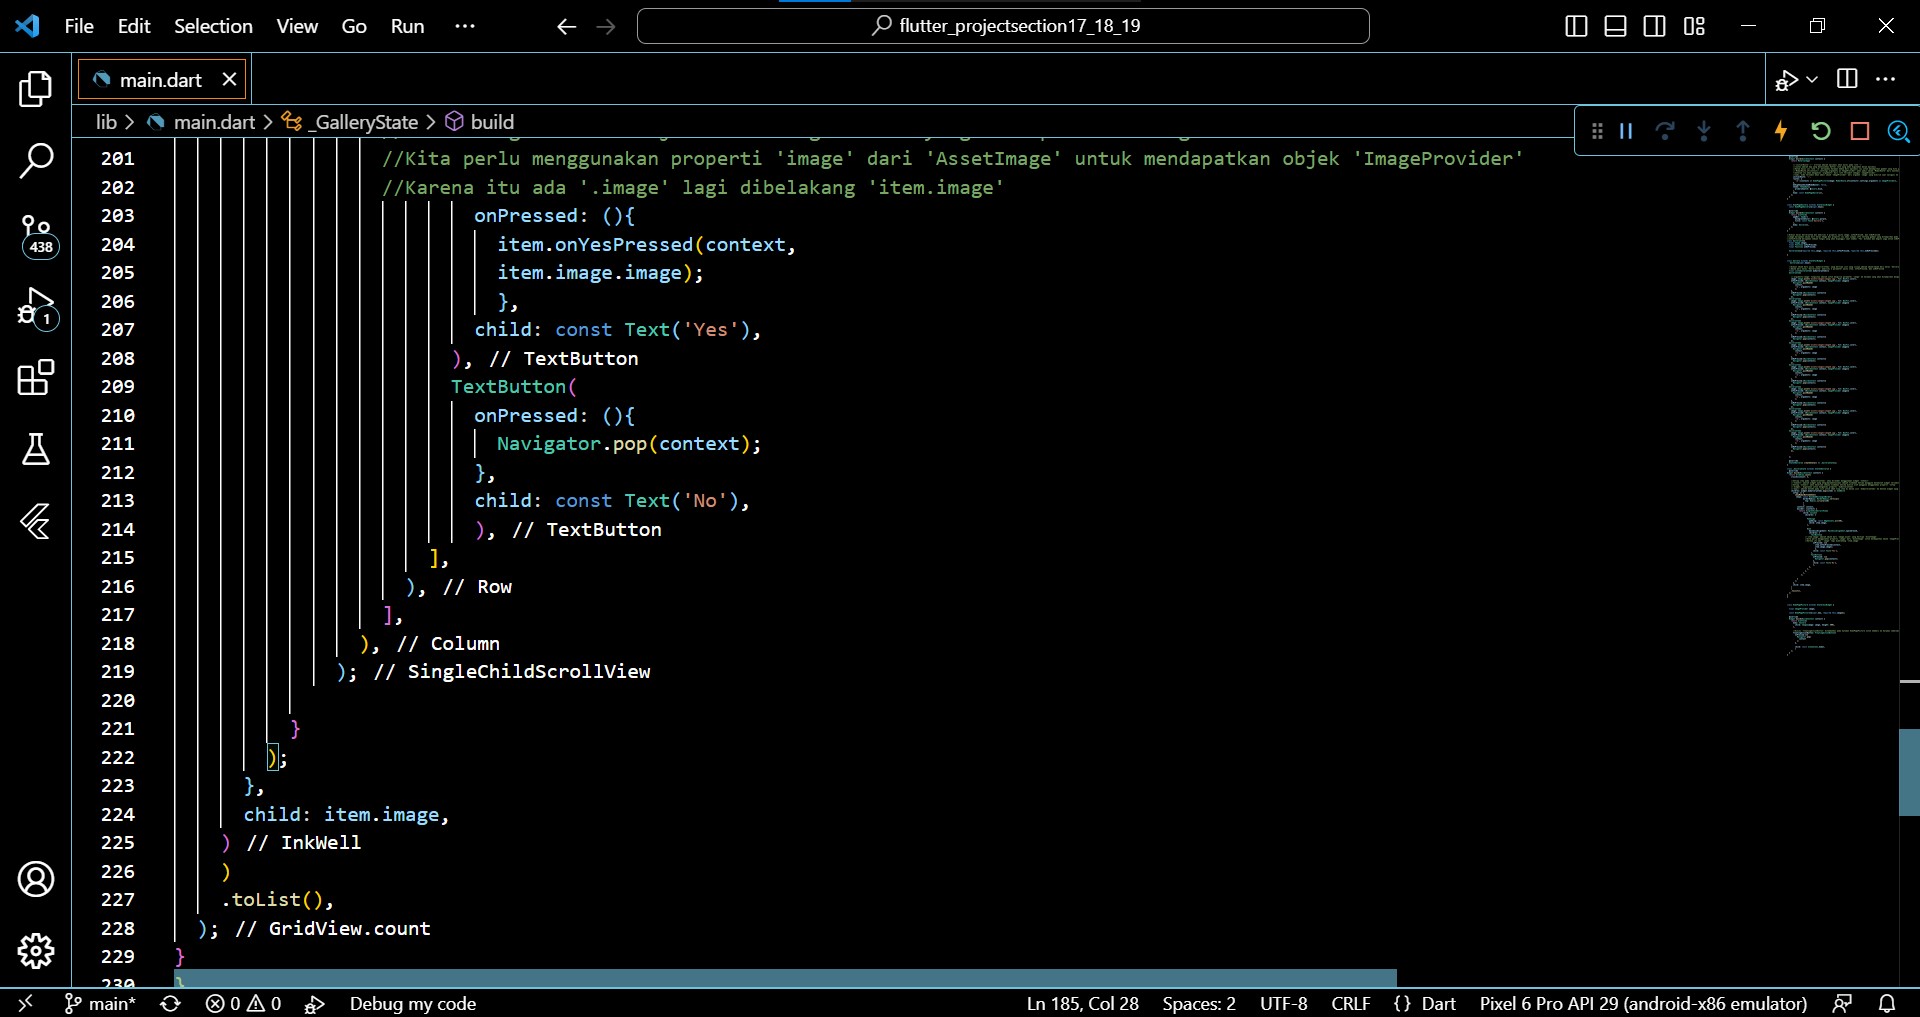 File Edit Selection View Go Run ··· flutter_projectsection17_18_19
main.dart
lib > main.dart > _GalleryState > build
201 //Kita perlu menggunakan properti 'image' dari 'AssetImage' untuk mendapatkan objek 'ImageProvider'
202 //Karena itu ada '.image' lagi dibelakang 'item.image'
203 onPressed: (){
204 item.onYesPressed(context,
205 item.image.image);
206 },
207 child: const Text('Yes'),
208 ), // TextButton
209 TextButton(
210 onPressed: (){
211 Navigator.pop(context);
212 },
213 child: const Text('No'),
214 ), // TextButton
215 ],
216 ), // Row
217 ],
218 ), // Column
219 ); // SingleChildScrollView
220
221 }
222 );
223 },
224 child: item.image,
225 ) // InkWell
226 )
227 .toList(),
228 ); // GridView.count
229 }
230 }
438
1
main* 0 0 Debug my code Ln 185, Col 28 Spaces: 2 UTF-8 CRLF {} Dart Pixel 6 Pro API 29 (android-x86 emulator)